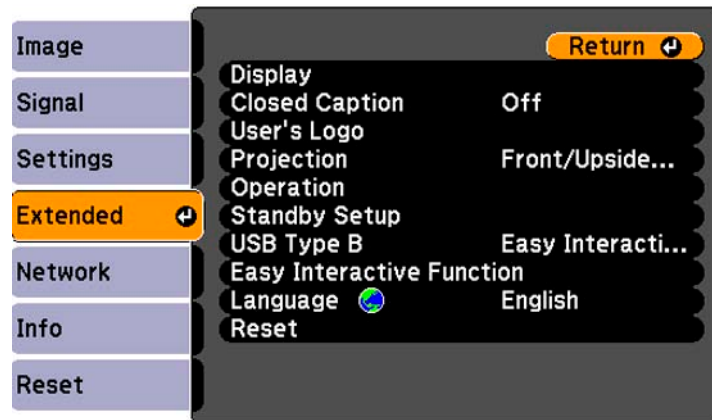 Image
Signal
Settings
Extended
Network
Info
Reset
Return
Display
Closed Caption Off
User's Logo
Projection Front/Upside...
Operation
Standby Setup
USB Type B Easy Interacti...
Easy Interactive Function
Language English
Reset